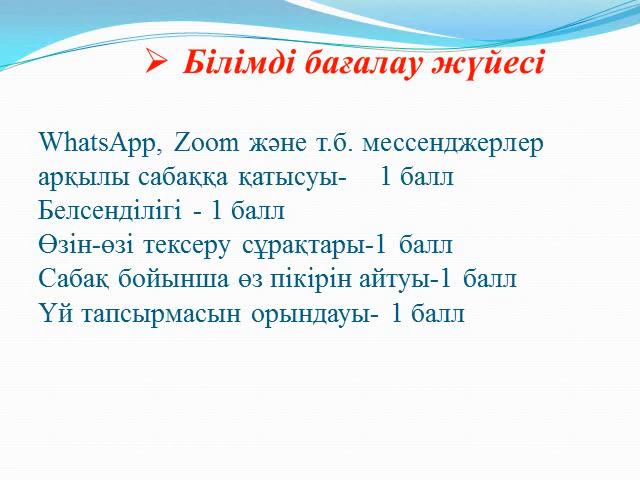 ➢ Білімді бағалау жүйесі
WhatsApp, Zoom және т.б. мессенджерлер
арқылы сабаққа қатысуы- 1 балл
Белсенділігі - 1 балл
Өзін-өзі тексеру сұрақтары-1 балл
Сабақ бойынша өз пікірін айтуы-1 балл
Үй тапсырмасын орындауы- 1 балл